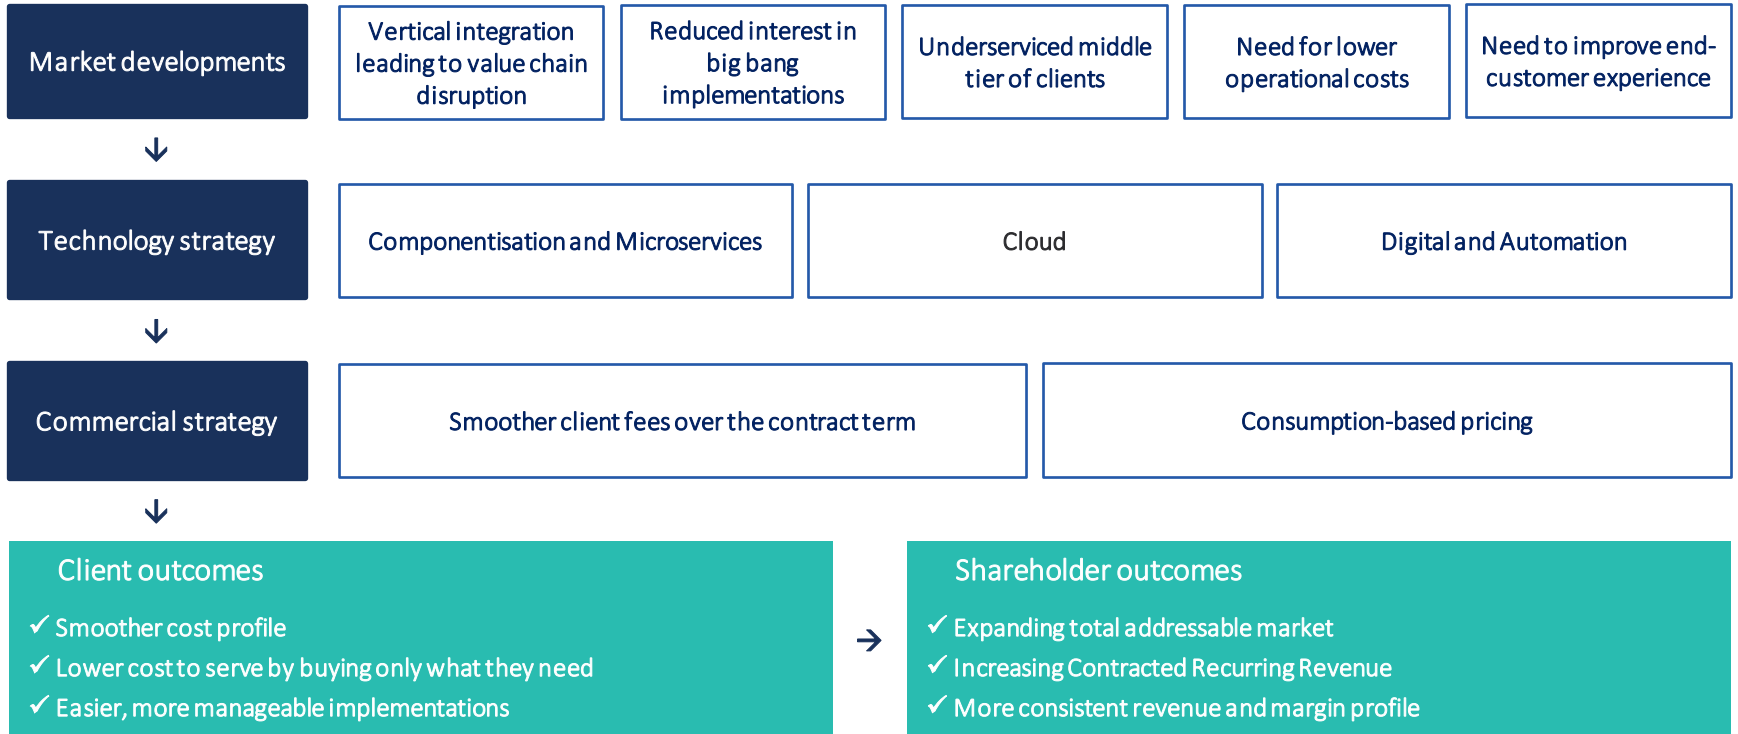 Market developments
Vertical integration
leading to value chain
disruption
Reduced interest in
big bang
implementations
Underserviced middle
tier of clients
Need for lower
operational costs
Need to improve end-
customer experience
Technology strategy
Componentisation and Microservices
Cloud
Digital and Automation
Commercial strategy
Smoother client fees over the contract term
Consumption-based pricing
Client outcomes
✓ Smoother cost profile
✓ Lower cost to serve by buying only what they need
✓ Easier, more manageable implementations
Shareholder outcomes
✓ Expanding total addressable market
✓ Increasing Contracted Recurring Revenue
✓ More consistent revenue and margin profile